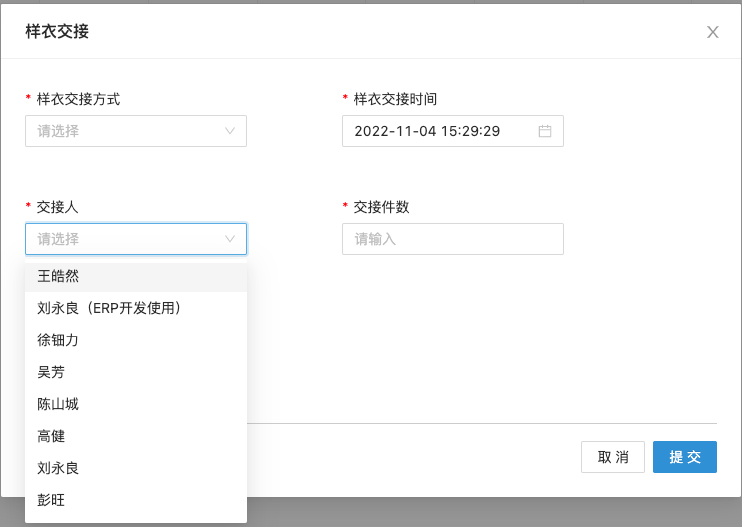 样衣交接
* 样衣交接方式
* 样衣交接时间
请选择
2022-11-04 15:29:29
* 交接人
* 交接件数
请选择
请输入
王皓然
刘永良（ERP开发使用）
徐钿力
吴芳
陈山城
高健
刘永良
彭旺
取 消
提 交